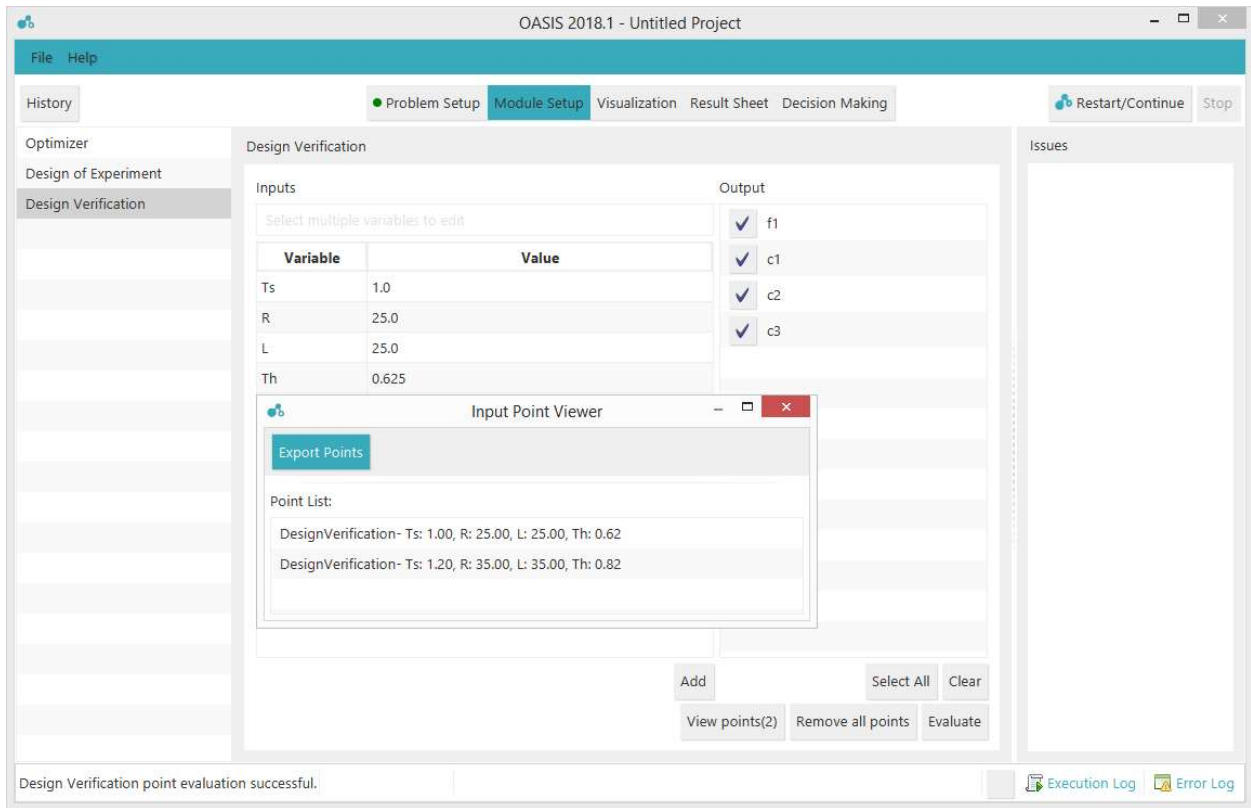 OASIS 2018.1 - Untitled Project
File Help
History
Problem Setup Module Setup Visualization Result Sheet Decision Making
Restart/Continue Stop
Optimizer
Design of Experiment
Design Verification
Design Verification
Inputs
Select multiple variables to edit
Variable Value
Ts 1.0
R 25.0
L 25.0
Th 0.625
Output
f1
c1
c2
c3
Input Point Viewer
Export Points
Point List:
DesignVerification- Ts: 1.00, R: 25.00, L: 25.00, Th: 0.62
DesignVerification- Ts: 1.20, R: 35.00, L: 35.00, Th: 0.82
Add Select All Clear
View points(2) Remove all points Evaluate
Issues
Design Verification point evaluation successful.
Execution Log Error Log